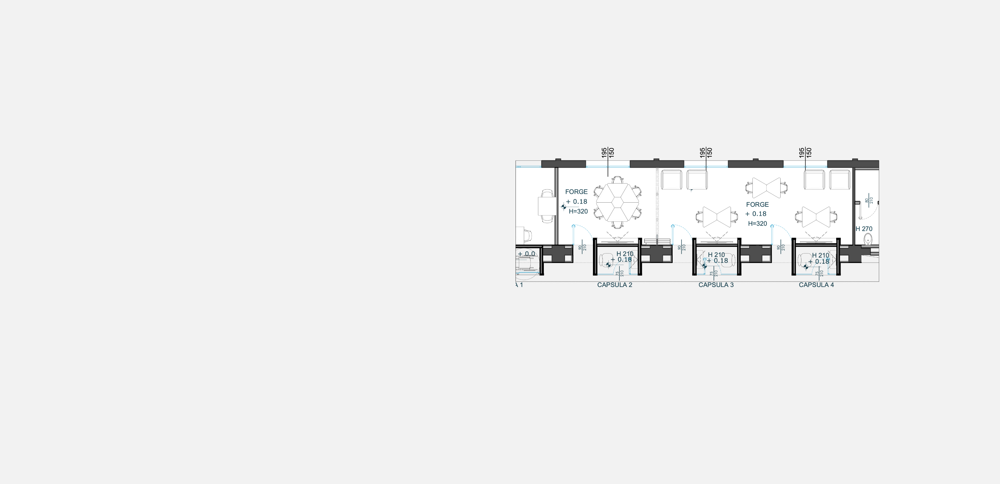 195
150
195
150
195
150
FORGE
+ 0.18
H=320
FORGE
+ 0.18
H=320
80
210
H 270
90
210
90
210
90
210
+ 0.0
H 210
+ 0.18
75
210
H 210
+ 0.18
75
210
H 210
+ 0.18
75
210
A 1
CAPSULA 2
CAPSULA 3
CAPSULA 4